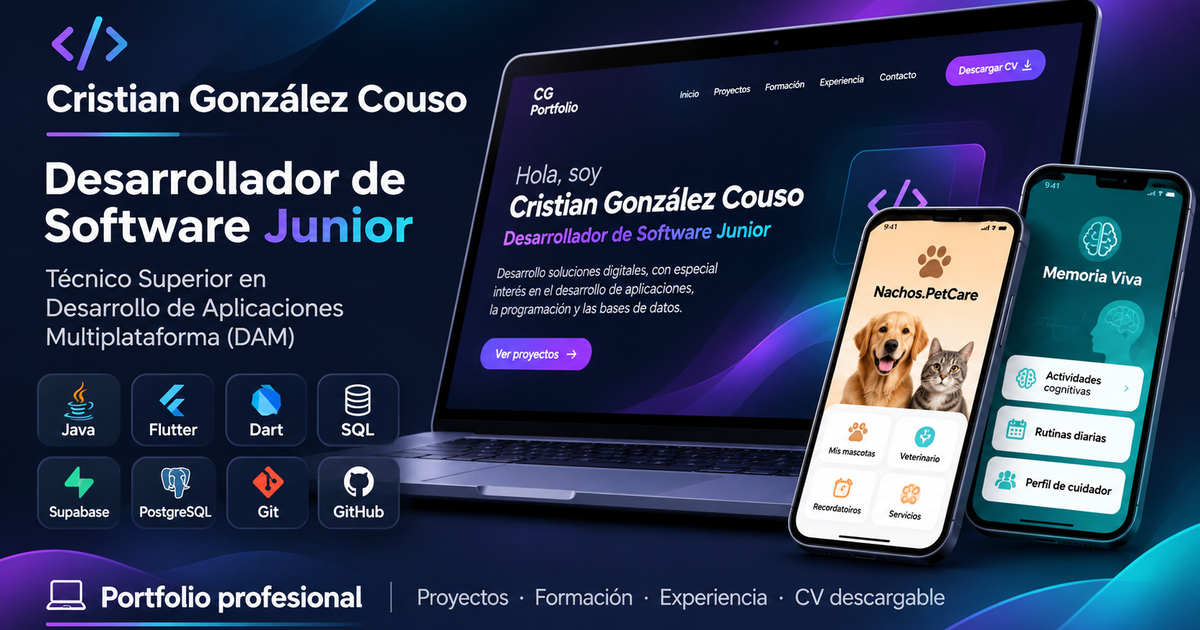 </>
Cristian González Couso
Desarrollador de
Software Junior
Técnico Superior en
Desarrollo de Aplicaciones
Multiplataforma (DAM)
Java
Flutter
Dart
SQL
Supabase
PostgreSQL
Git
GitHub
CG
Portfolio
Inicio
Proyectos
Formación
Experiencia
Contacto
Descargar CV
Hola, soy
Cristian González Couso
Desarrollador de Software Junior
Desarrollo soluciones digitales, con especial
interés en el desarrollo de aplicaciones,
la programación y las bases de datos.
Ver proyectos →
</>
9:41
Nachos.PetCare
Mis mascotas
Veterinario
Recordatoiros
Servicios
9:41
Memoria Viva
Actividades
cognitivas
Rutinas diarias
Perfil de cuidador
Portfolio profesional
Proyectos · Formación · Experiencia · CV descargable